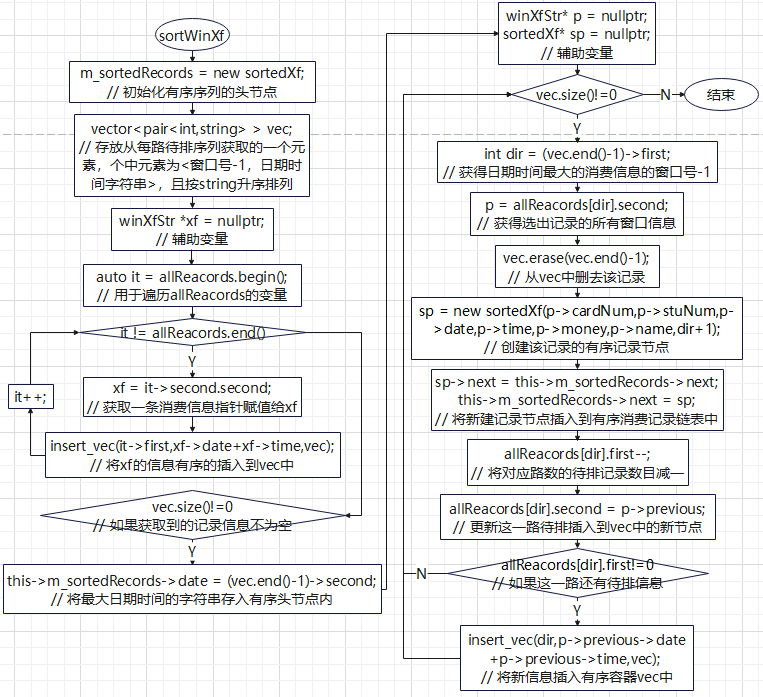 sortWinXf
m_sortedRecords = new sortedXf;
// 初始化有序序列的头节点
vector<pair<int,string> > vec;
// 存放从每路待排序列获取的一个元
素，个中元素为<窗口号-1，日期时
间字符串>，且按string升序排列
winXfStr *xf = nullptr;
// 辅助变量
auto it = allReacords.begin();
// 用于遍历allReacords的变量
it != allReacords.end()
Y
it++;
xf = it->second.second;
// 获取一条消费信息指针赋值给xf
insert_vec(it->first,xf->date+xf->time,vec);
// 将xf的信息有序的插入到vec中
vec.size()!=0
// 如果获取到的记录信息不为空
Y
this->m_sortedRecords->date = (vec.end()-1)->second;
// 将最大日期时间的字符串存入有序头节点内
winXfStr* p = nullptr;
sortedXf* sp = nullptr;
// 辅助变量
vec.size()!=0
N
结束
Y
int dir = (vec.end()-1)->first;
// 获得日期时间最大的消费信息的窗口号-1
p = allReacords[dir].second;
// 获得选出记录的所有窗口信息
vec.erase(vec.end()-1);
// 从vec中删去该记录
sp = new sortedXf(p->cardNum,p->stuNum,p-
>date,p->time,p->money,p->name,dir+1);
// 创建该记录的有序记录节点
sp->next = this->m_sortedRecords->next;
this->m_sortedRecords->next = sp;
// 将新建记录节点插入到有序消费记录链表中
allReacords[dir].first--;
// 将对应路数的待排记录数目减一
allReacords[dir].second = p->previous;
// 更新这一路待排插入到vec中的新节点
allReacords[dir].first!=0
// 如果这一路还有待排信息
N
Y
insert_vec(dir,p->previous->date
+p->previous->time,vec);
// 将新信息插入有序容器vec中